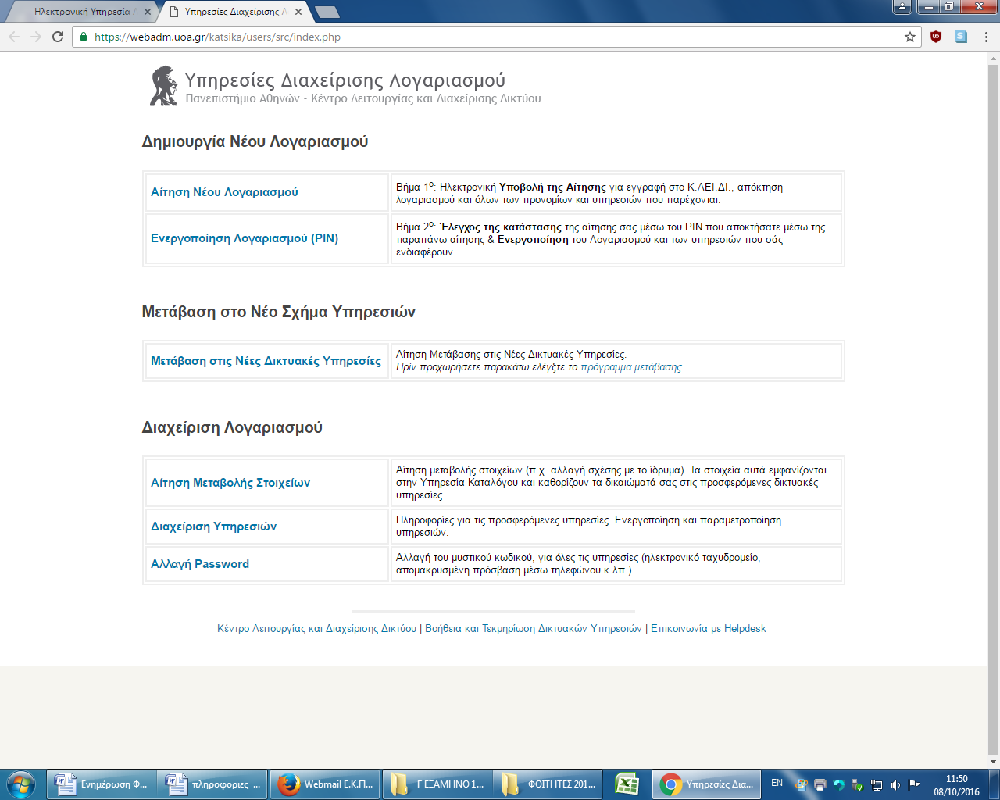 Ηλεκτρονική Υπηρεσία Α
Υπηρεσίες Διαχείρισης Λ
https://webadm.uoa.gr/katsika/users/src/index.php
Υπηρεσίες Διαχείρισης Λογαριασμού
Πανεπιστήμιο Αθηνών - Κέντρο Λειτουργίας και Διαχείρισης Δικτύου
Δημιουργία Νέου Λογαριασμού
Αίτηση Νέου Λογαριασμού
Βήμα 1ο: Ηλεκτρονική Υποβολή της Αίτησης για εγγραφή στο Κ.ΛΕΙ.ΔΙ., απόκτηση
λογαριασμού και όλων των προνομίων και υπηρεσιών που παρέχονται.
Ενεργοποίηση Λογαριασμού (PIN)
Βήμα 2ο: Έλεγχος της κατάστασης της αίτησης σας μέσω του PIN που αποκτήσατε μέσω της
παραπάνω αίτησης & Ενεργοποίηση του Λογαριασμού και των υπηρεσιών που σάς
ενδιαφέρουν.
Μετάβαση στο Νέο Σχήμα Υπηρεσιών
Μετάβαση στις Νέες Δικτυακές Υπηρεσίες
Αίτηση Μετάβασης στις Νέες Δικτυακές Υπηρεσίες.
Πρίν προχωρήσετε παρακάτω ελέγξτε το πρόγραμμα μετάβασης.
Διαχείριση Λογαριασμού
Αίτηση Μεταβολής Στοιχείων
Αίτηση μεταβολής στοιχείων (π.χ. αλλαγή σχέσης με το ίδρυμα). Τα στοιχεία αυτά εμφανίζονται
στην Υπηρεσία Καταλόγου και καθορίζουν τα δικαιώματά σας στις προσφερόμενες δικτυακές
υπηρεσίες.
Διαχείριση Υπηρεσιών
Πληροφορίες για τις προσφερόμενες υπηρεσίες. Ενεργοποίηση και παραμετροποίηση
υπηρεσιών.
Αλλαγή Password
Αλλαγή του μυστικού κωδικού, για όλες τις υπηρεσίες (ηλεκτρονικό ταχυδρομείο,
απομακρυσμένη πρόσβαση μέσω τηλεφώνου κ.λπ.).
Κέντρο Λειτουργίας και Διαχείρισης Δικτύου | Βοήθεια και Τεκμηρίωση Δικτυακών Υπηρεσιών | Επικοινωνία με Helpdesk
Ενημέρωση Φ...
πληροφοριες ...
Webmail Ε.Κ.Π...
Γ ΕΞΑΜΗΝΟ 1...
ΦΟΙΤΗΤΕΣ 201...
Υπηρεσίες Δια...
EN
11:50
08/10/2016